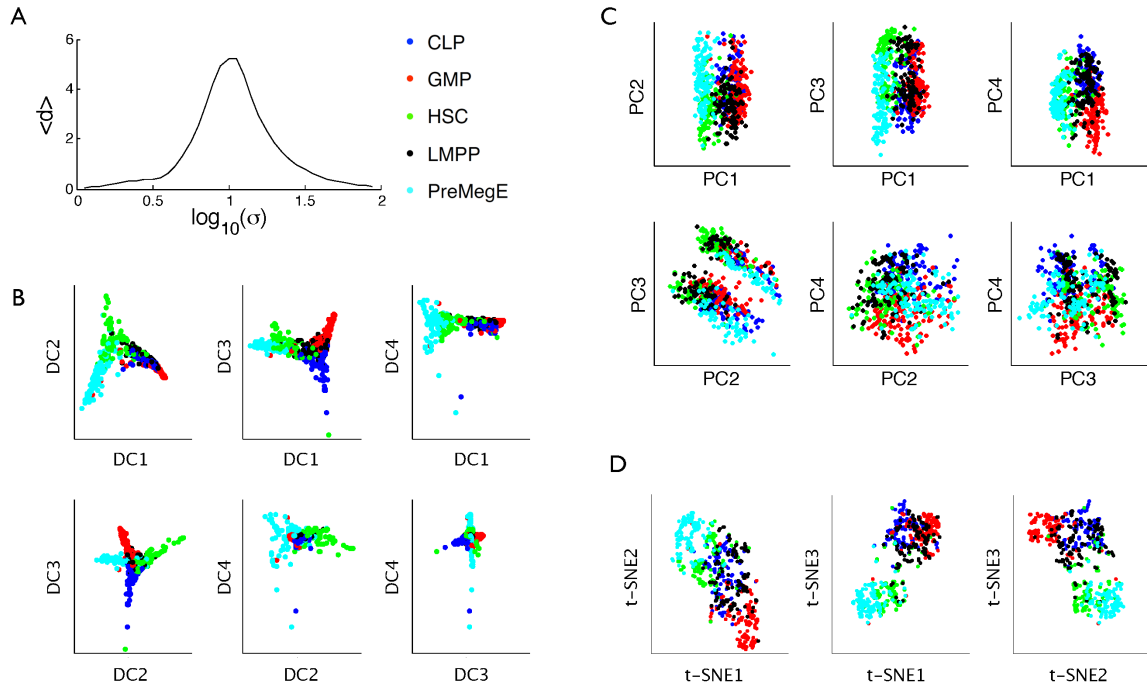 A
<d>
6
4
2
0
0.5
1
1.5
2
log10(σ)
CLP
GMP
HSC
LMPP
PreMegE
B
DC2
DC1
DC3
DC1
DC4
DC1
DC3
DC2
DC4
DC2
DC4
DC3
C
PC2
PC1
PC3
PC1
PC4
PC1
PC3
PC2
PC4
PC2
PC4
PC3
D
t-SNE2
t-SNE1
t-SNE3
t-SNE1
t-SNE3
t-SNE2